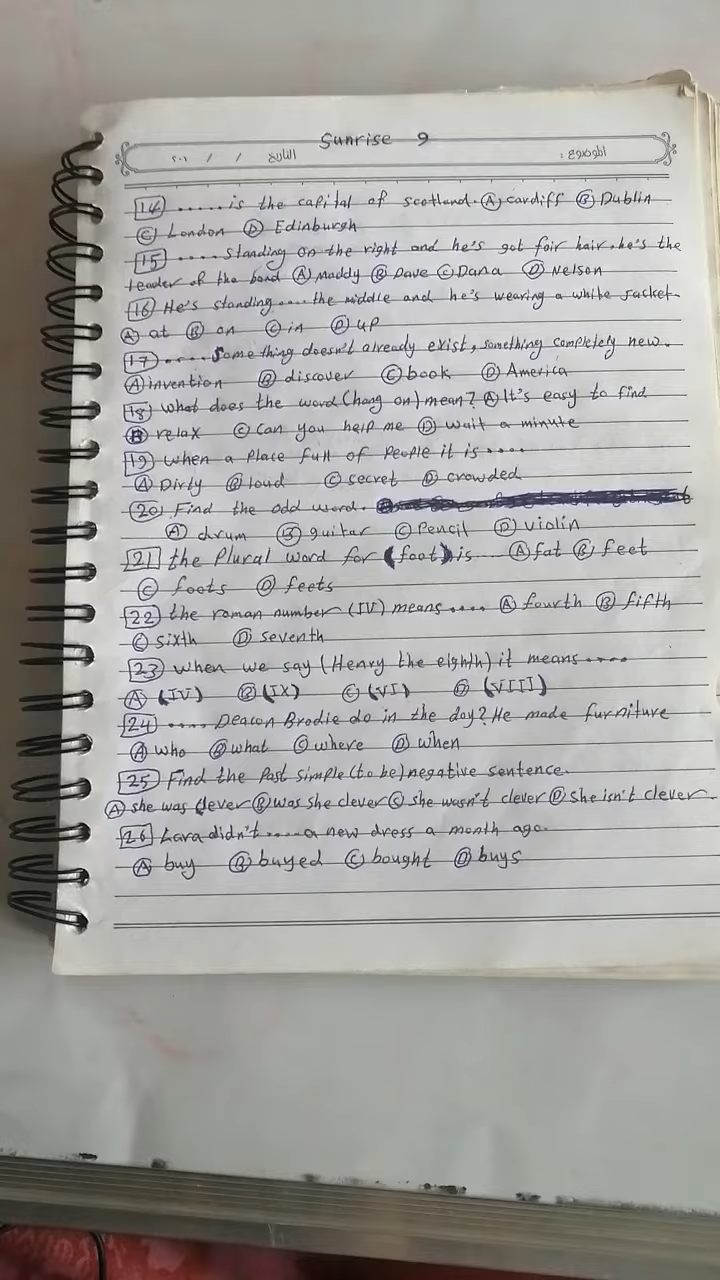 Sunrise 9
الموضوع : التاريخ / / ٢٠١
14 ...... is the capital of scotland. Ⓐ cardiff Ⓑ Dublin
Ⓒ London Ⓓ Edinburgh
15 .... standing on the right and he's got fair hair. he's the
leader of the band Ⓐ Maddy Ⓑ Dave Ⓒ Dana Ⓓ Nelson
16 He's standing .... the middle and he's wearing a white jacket.
Ⓐ at Ⓑ on Ⓒ in Ⓓ up
17 ..... Something doesn't already exist, something completely new.
Ⓐ invention Ⓑ discover Ⓒ book Ⓓ America
18 what does the word (hang on) mean? Ⓐ It's easy to find
Ⓑ relax Ⓒ can you help me Ⓓ wait a minute
19 when a place full of people it is ....
Ⓐ Dirty Ⓑ loud Ⓒ secret Ⓓ crowded
20 Find the odd word.
Ⓐ drum Ⓑ guitar Ⓒ Pencil Ⓓ violin
21 the Plural word for (foot) is ... Ⓐ fat Ⓑ feet
Ⓒ foots Ⓓ feets
22 the roman number (IV) means .... Ⓐ fourth Ⓑ fifth
Ⓒ sixth Ⓓ seventh
23 when we say (Henry the eighth) it means .....
Ⓐ (IV) Ⓑ (IX) Ⓒ (VI) Ⓓ (VIII)
24 ..... Deacon Brodie do in the day? He made furniture
Ⓐ who Ⓑ what Ⓒ where Ⓓ when
25 Find the Past simple (to be) negative sentence.
Ⓐ she was clever Ⓑ was she clever Ⓒ she wasn't clever Ⓓ she isn't clever.
26 Lara didn't ..... a new dress a month ago.
Ⓐ buy Ⓑ buyed Ⓒ bought Ⓓ buys